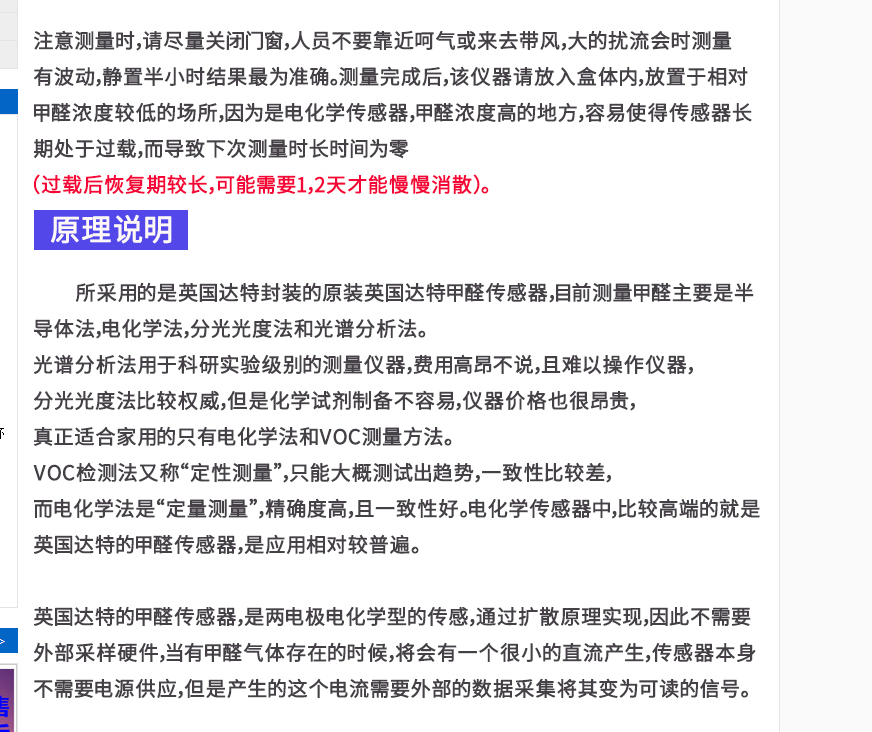 注意测量时,请尽量关闭门窗,人员不要靠近呵气或来去带风,大的扰流会时测量
有波动,静置半小时结果最为准确。测量完成后,该仪器请放入盒体内,放置于相对
甲醛浓度较低的场所,因为是电化学传感器,甲醛浓度高的地方,容易使得传感器长
期处于过载,而导致下次测量时长时间为零
(过载后恢复期较长,可能需要1,2天才能慢慢消散)。
原理说明
所采用的是英国达特封装的原装英国达特甲醛传感器,目前测量甲醛主要是半
导体法,电化学法,分光光度法和光谱分析法。
光谱分析法用于科研实验级别的测量仪器,费用高昂不说,且难以操作仪器,
分光光度法比较权威,但是化学试剂制备不容易,仪器价格也很昂贵,
真正适合家用的只有电化学法和VOC测量方法。
VOC检测法又称“定性测量”,只能大概测试出趋势,一致性比较差,
而电化学法是“定量测量”,精确度高,且一致性好。电化学传感器中,比较高端的就是
英国达特的甲醛传感器,是应用相对较普遍。
英国达特的甲醛传感器,是两电极电化学型的传感,通过扩散原理实现,因此不需要
外部采样硬件,当有甲醛气体存在的时候,将会有一个很小的直流产生,传感器本身
不需要电源供应,但是产生的这个电流需要外部的数据采集将其变为可读的信号。
>
售